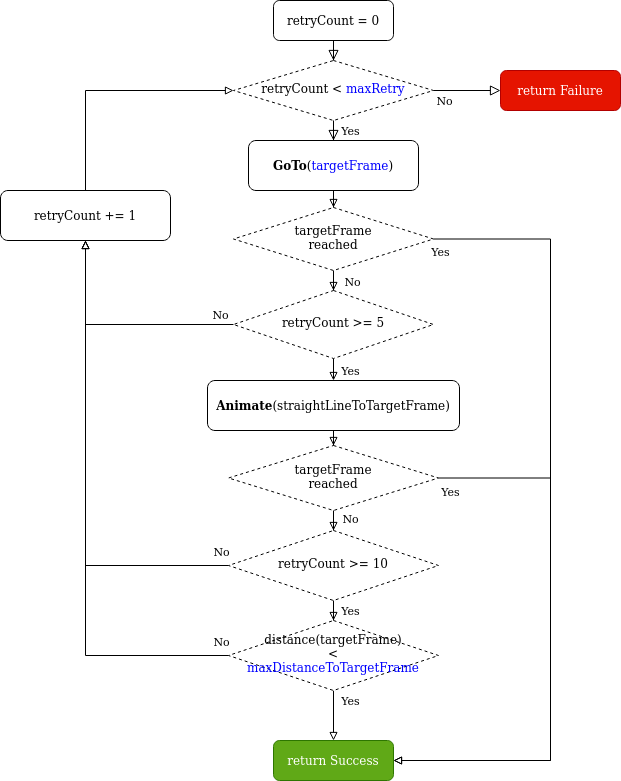 retryCount = 0
retryCount < maxRetry
No
return Failure
Yes
GoTo(targetFrame)
retryCount += 1
targetFrame
reached
Yes
No
No
retryCount >= 5
Yes
Animate(straightLineToTargetFrame)
targetFrame
reached
Yes
No
No
retryCount >= 10
Yes
No
distance(targetFrame)
<
maxDistanceToTargetFrame
Yes
return Success